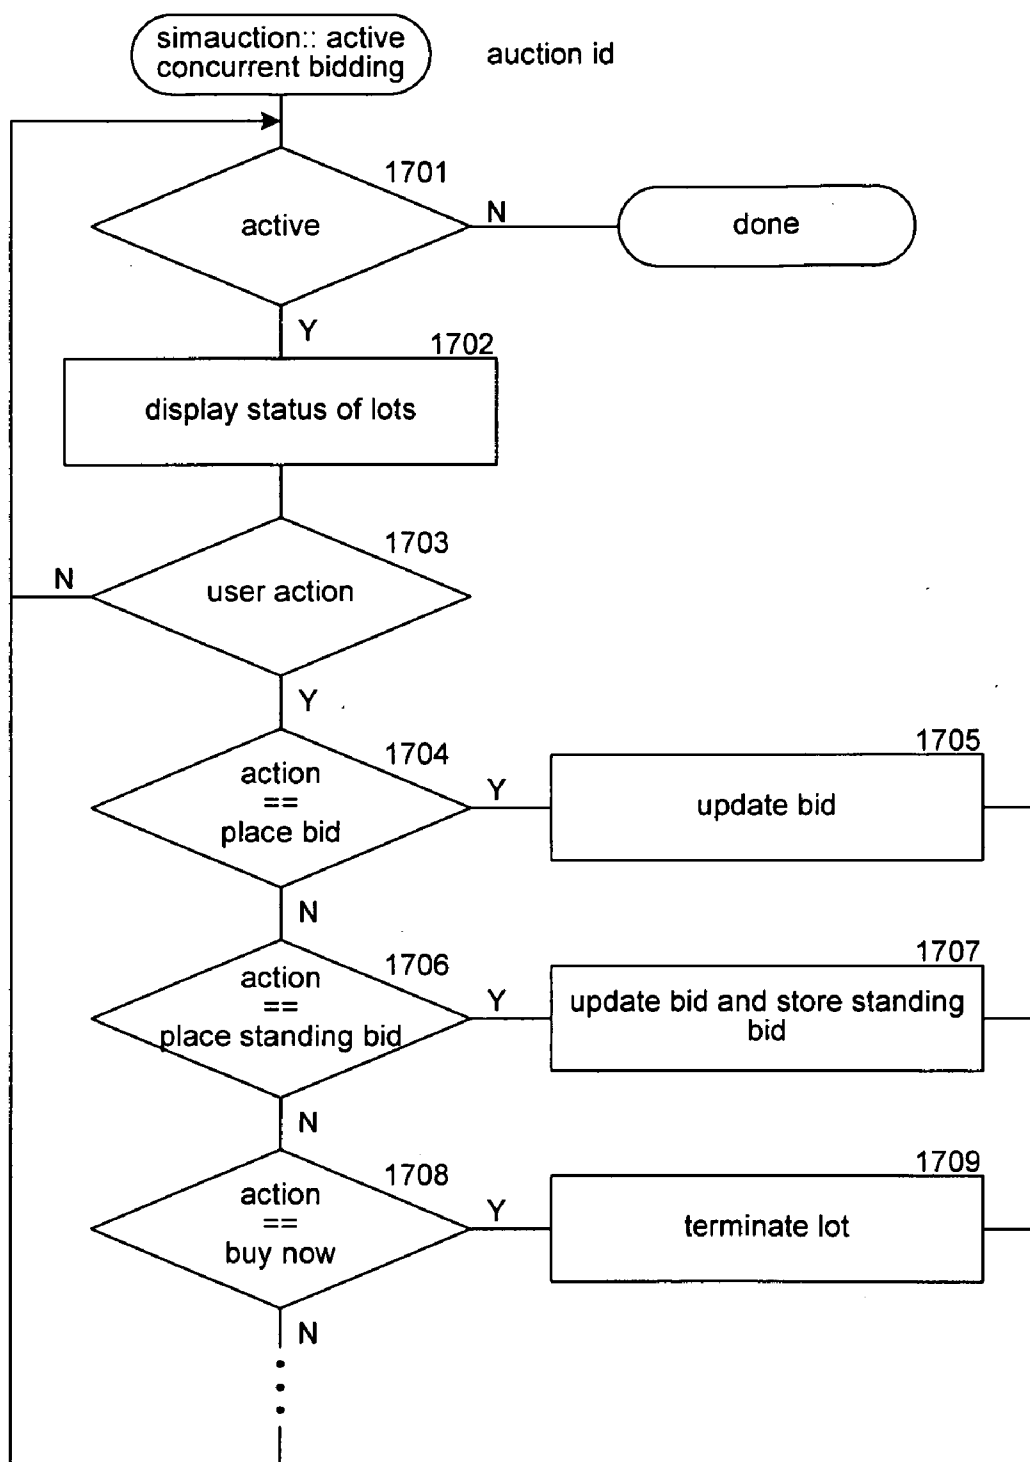 simauction:: active
concurrent bidding
auction id
1701
active
N
done
Y
1702
display status of lots
1703
N
user action
Y
1704
action
==
place bid
Y
1705
update bid
N
1706
action
==
place standing bid
Y
1707
update bid and store standing
bid
N
1708
action
==
buy now
Y
1709
terminate lot
N